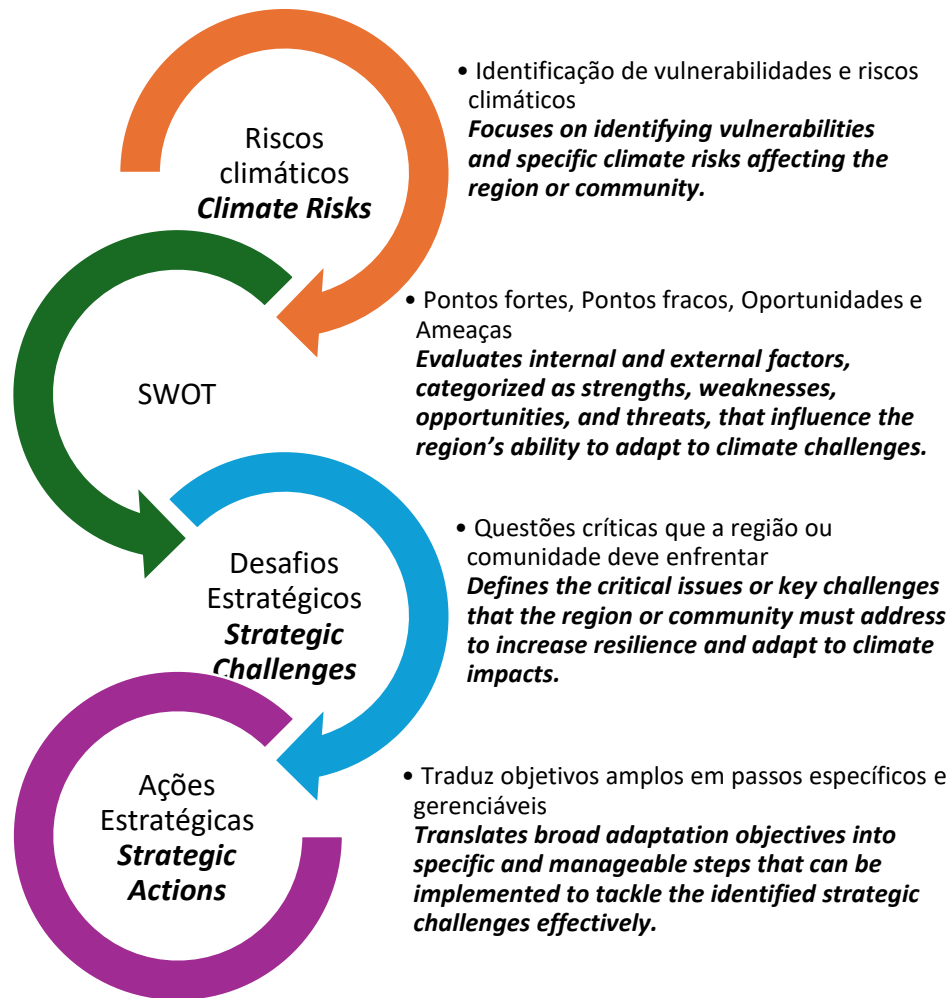 Riscos
climáticos
Climate Risks
• Identificação de vulnerabilidades e riscos
climáticos
Focuses on identifying vulnerabilities
and specific climate risks affecting the
region or community.
SWOT
• Pontos fortes, Pontos fracos, Oportunidades e
Ameaças
Evaluates internal and external factors,
categorized as strengths, weaknesses,
opportunities, and threats, that influence the
region’s ability to adapt to climate challenges.
Desafios
Estratégicos
Strategic
Challenges
• Questões críticas que a região ou
comunidade deve enfrentar
Defines the critical issues or key challenges
that the region or community must address
to increase resilience and adapt to climate
impacts.
Ações
Estratégicas
Strategic
Actions
• Traduz objetivos amplos em passos específicos e
gerenciáveis
Translates broad adaptation objectives into
specific and manageable steps that can be
implemented to tackle the identified strategic
challenges effectively.